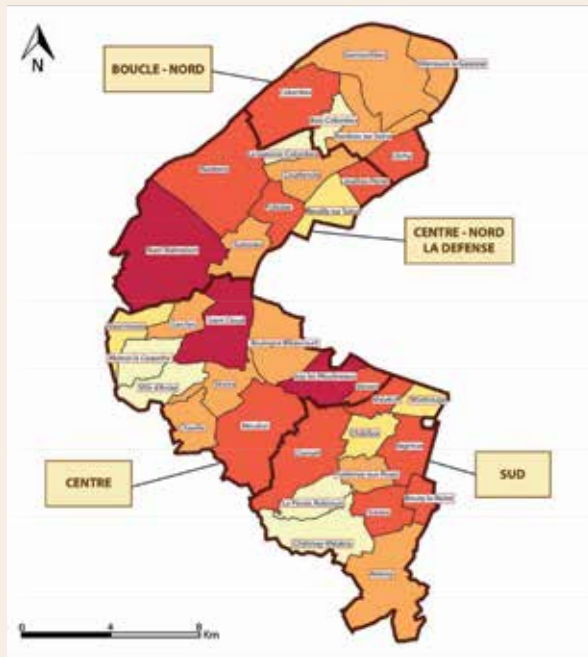 N
BOUCLE - NORD
Gennevilliers
Villeneuve la Garenne
Colombes
Bois Colombes
Asnières sur Seine
La Garenne Colombes
Clichy
Nanterre
Courbevoie
Levallois Perret
Neuilly sur Seine
Puteaux
CENTRE - NORD
LA DEFENSE
Rueil Malmaison
Suresnes
Saint Cloud
Vaucresson
Garches
Marnes la Coquette
Boulogne Billancourt
Ville d'Avray
Issy les Moulineaux
Vanves
Malakoff
Montrouge
Sèvres
Chaville
Meudon
Châtillon
Clamart
Bagneux
CENTRE
SUD
Fontenay-aux-Roses
Le Plessis Robinson
Bourg la Reine
Sceaux
Châtenay-Malabry
Antony
0 4 8
Km